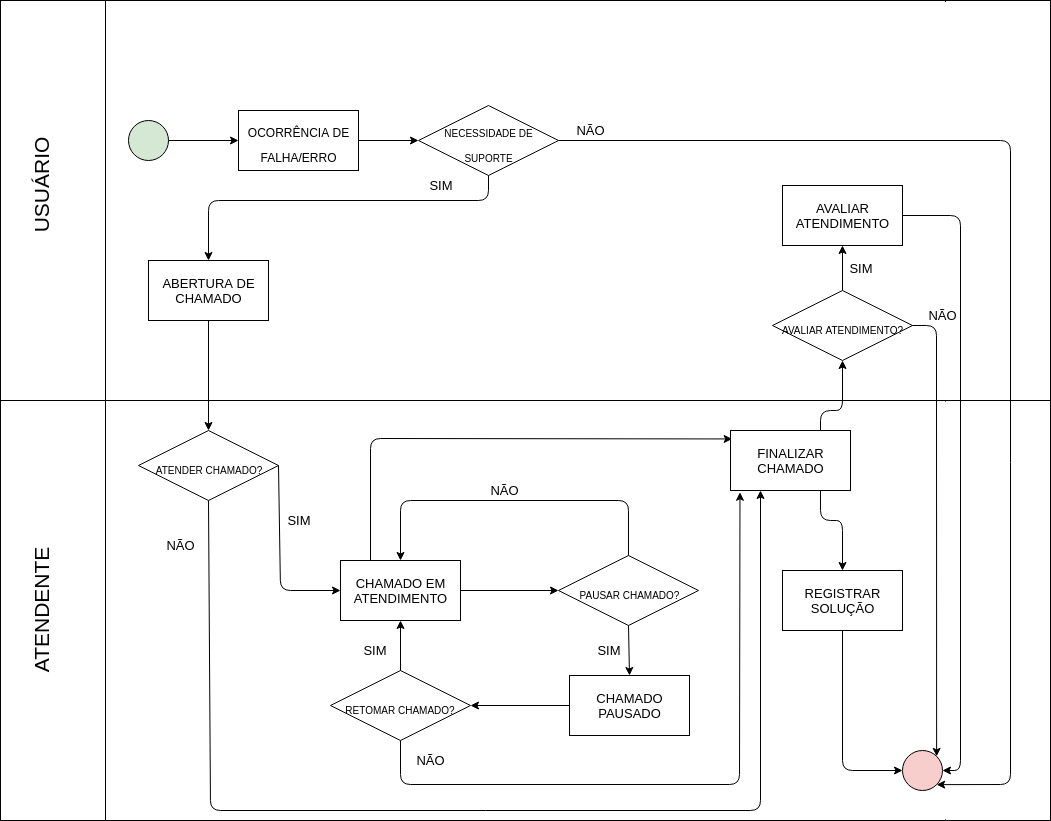 USUÁRIO
OCORRÊNCIA DE
FALHA/ERRO
NECESSIDADE DE
SUPORTE
NÃO
SIM
ABERTURA DE
CHAMADO
AVALIAR
ATENDIMENTO
SIM
AVALIAR ATENDIMENTO?
NÃO
ATENDENTE
ATENDER CHAMADO?
SIM
NÃO
FINALIZAR
CHAMADO
NÃO
CHAMADO EM
ATENDIMENTO
PAUSAR CHAMADO?
REGISTRAR
SOLUÇÃO
SIM
SIM
RETOMAR CHAMADO?
CHAMADO
PAUSADO
NÃO